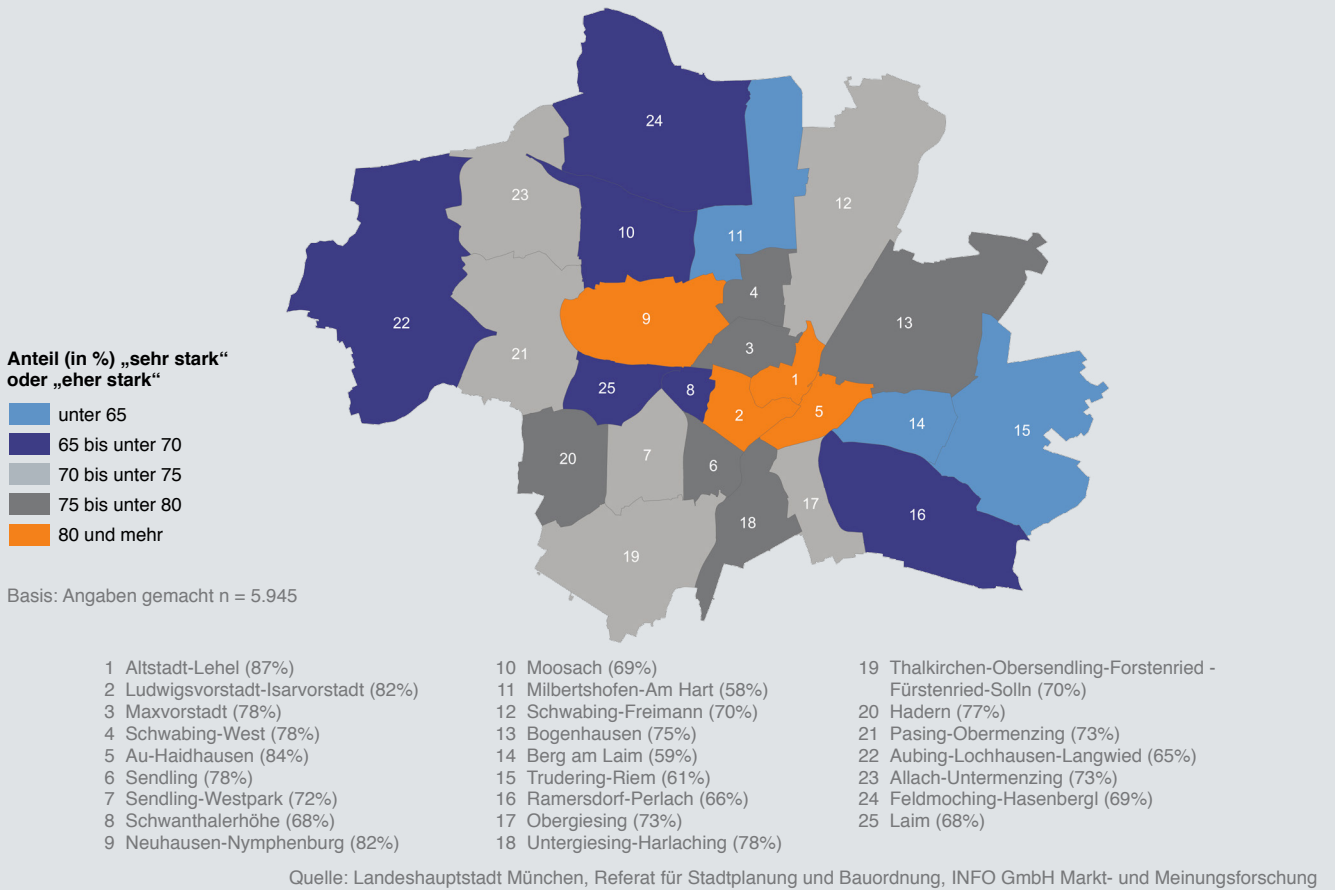 24
23
12
10
11
4
9
13
22
3
21
1
25
8
2
5
14
15
7
20
6
17
16
18
19
Anteil (in %) „sehr stark“
oder „eher stark“
unter 65
65 bis unter 70
70 bis unter 75
75 bis unter 80
80 und mehr
Basis: Angaben gemacht n = 5.945
1 Altstadt-Lehel (87%)
2 Ludwigsvorstadt-Isarvorstadt (82%)
3 Maxvorstadt (78%)
4 Schwabing-West (78%)
5 Au-Haidhausen (84%)
6 Sendling (78%)
7 Sendling-Westpark (72%)
8 Schwanthalerhöhe (68%)
9 Neuhausen-Nymphenburg (82%)
10 Moosach (69%)
11 Milbertshofen-Am Hart (58%)
12 Schwabing-Freimann (70%)
13 Bogenhausen (75%)
14 Berg am Laim (59%)
15 Trudering-Riem (61%)
16 Ramersdorf-Perlach (66%)
17 Obergiesing (73%)
18 Untergiesing-Harlaching (78%)
19 Thalkirchen-Obersendling-Forstenried -
Fürstenried-Solln (70%)
20 Hadern (77%)
21 Pasing-Obermenzing (73%)
22 Aubing-Lochhausen-Langwied (65%)
23 Allach-Untermenzing (73%)
24 Feldmoching-Hasenbergl (69%)
25 Laim (68%)
Quelle: Landeshauptstadt München, Referat für Stadtplanung und Bauordnung, INFO GmbH Markt- und Meinungsforschung